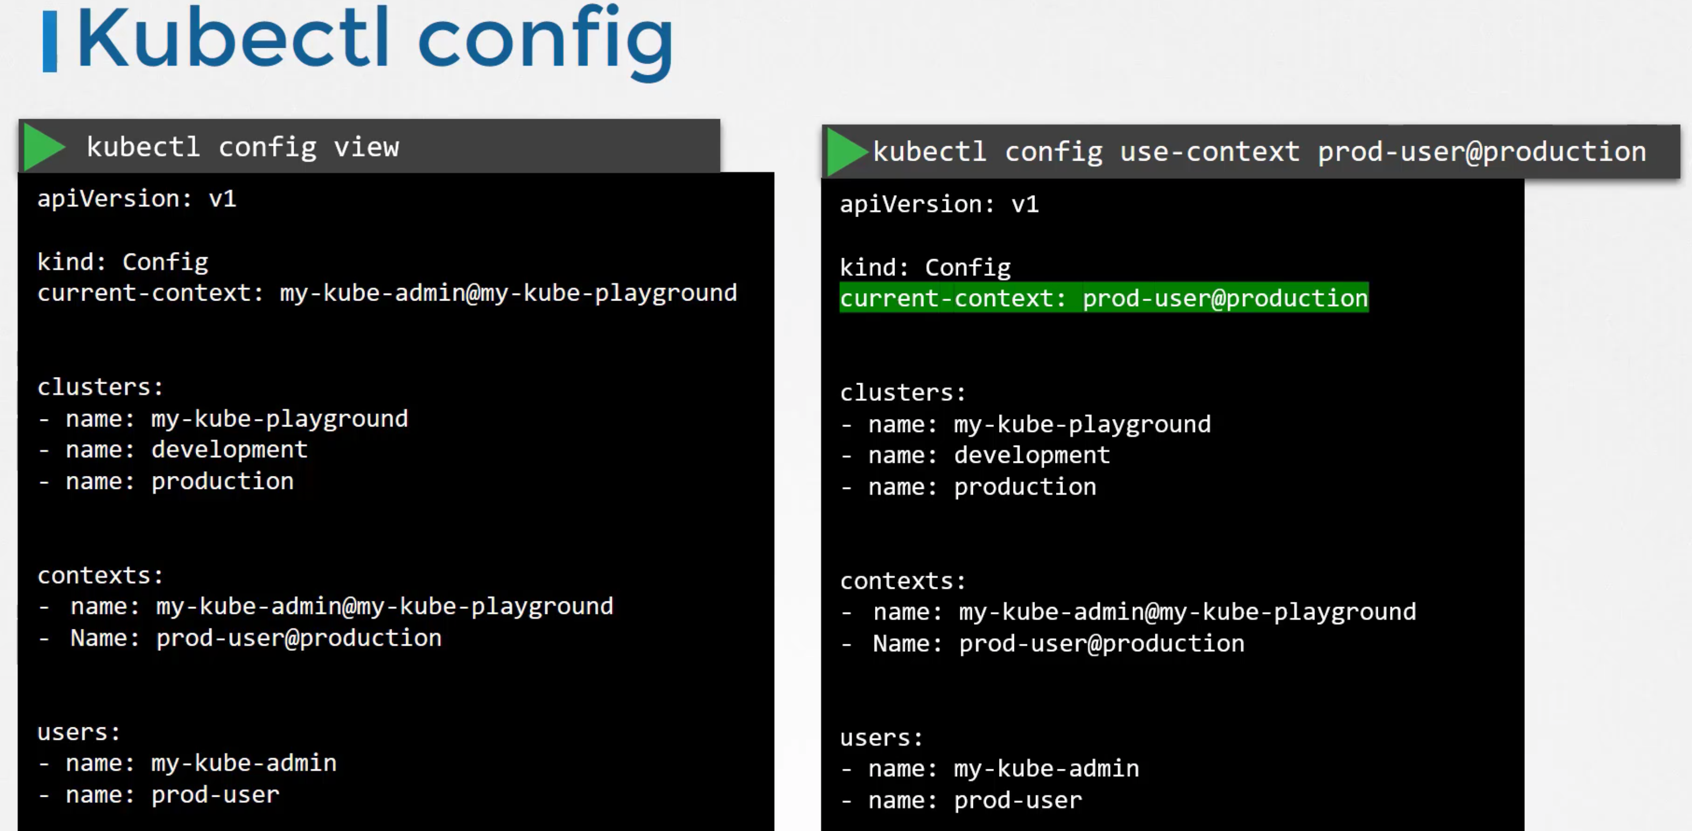 Kubectl config
kubectl config view
apiVersion: v1
kind: Config
current-context: my-kube-admin@my-kube-playground
clusters:
- name: my-kube-playground
- name: development
- name: production
contexts:
- name: my-kube-admin@my-kube-playground
- Name: prod-user@production
users:
- name: my-kube-admin
- name: prod-user
kubectl config use-context prod-user@production
apiVersion: v1
kind: Config
current-context: prod-user@production
clusters:
- name: my-kube-playground
- name: development
- name: production
contexts:
- name: my-kube-admin@my-kube-playground
- Name: prod-user@production
users:
- name: my-kube-admin
- name: prod-user